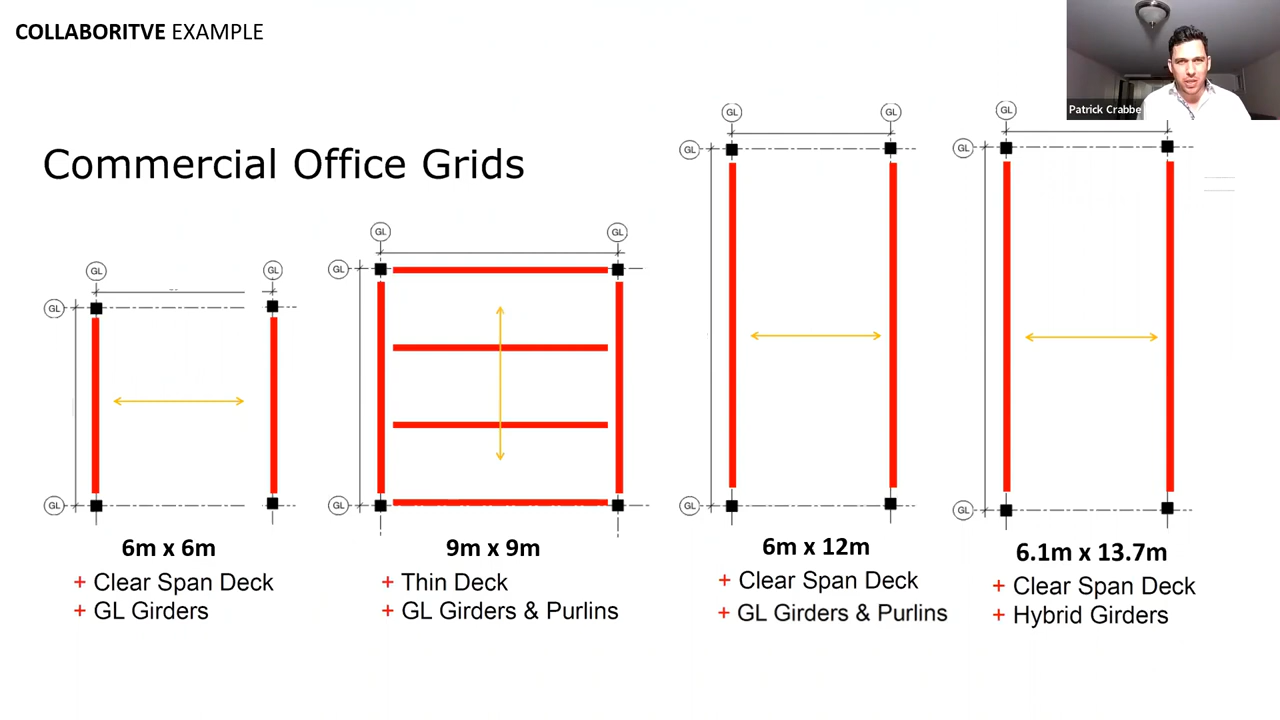 COLLABORITVE EXAMPLE
Patrick Crabbe
Commercial Office Grids
GL
GL
GL
GL
6m x 6m
+ Clear Span Deck
+ GL Girders
GL
GL
GL
GL
9m x 9m
+ Thin Deck
+ GL Girders & Purlins
GL
GL
GL
GL
6m x 12m
+ Clear Span Deck
+ GL Girders & Purlins
GL
GL
GL
6.1m x 13.7m
+ Clear Span Deck
+ Hybrid Girders